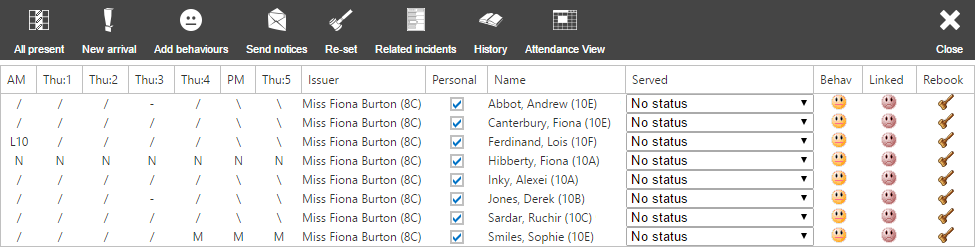 All present New arrival Add behaviours Send notices Re-set Related incidents History Attendance View Close
AM Thu:1 Thu:2 Thu:3 Thu:4 PM Thu:5 Issuer Personal Name Served Behav Linked Rebook
/ / / - / \ \ Miss Fiona Burton (8C) Abbot, Andrew (10E) No status
/ / / / / \ \ Miss Fiona Burton (8C) Canterbury, Fiona (10E) No status
L10 / / / / \ \ Miss Fiona Burton (8C) Ferdinand, Lois (10F) No status
N N N N N N N Miss Fiona Burton (8C) Hibberty, Fiona (10A) No status
/ / / / / \ \ Miss Fiona Burton (8C) Inky, Alexei (10A) No status
/ / / - / \ \ Miss Fiona Burton (8C) Jones, Derek (10B) No status
/ / / / / \ \ Miss Fiona Burton (8C) Sardar, Ruchir (10C) No status
/ / / / M M M Miss Fiona Burton (8C) Smiles, Sophie (10E) No status